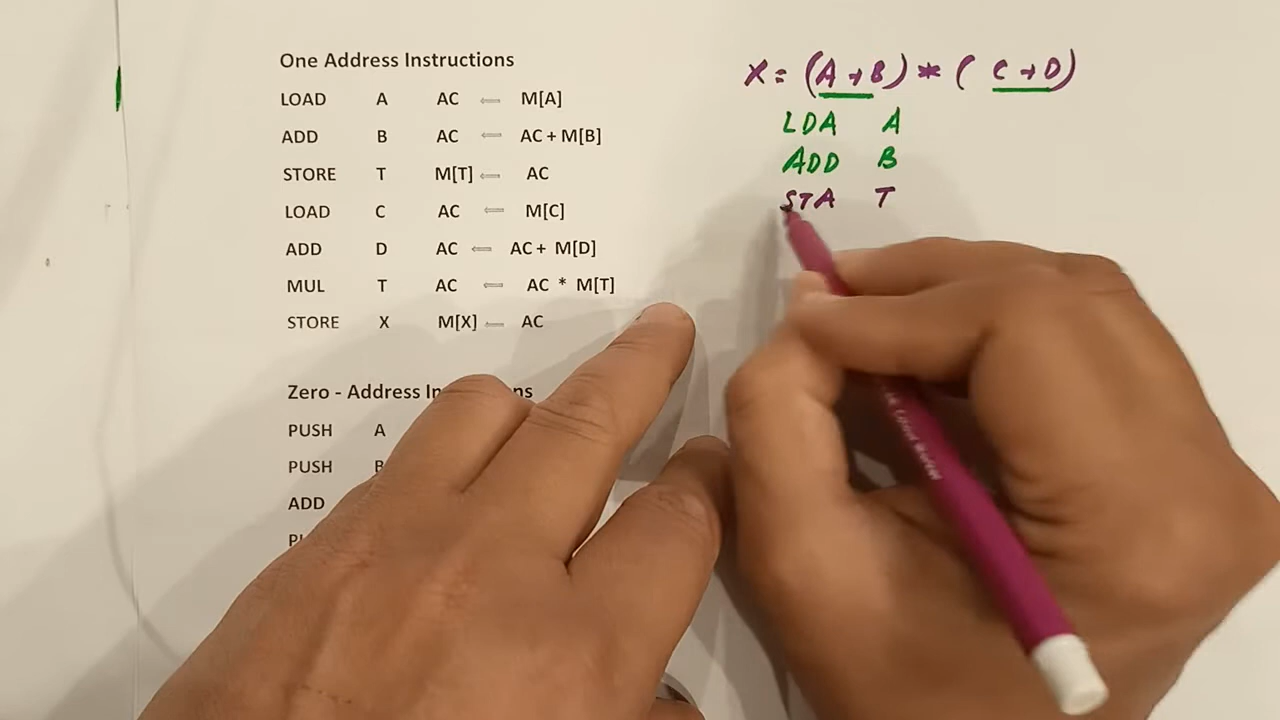 One Address Instructions
LOAD A AC ⟸ M[A]
ADD B AC ⟸ AC + M[B]
STORE T M[T] ⟸ AC
LOAD C AC ⟸ M[C]
ADD D AC ⟸ AC + M[D]
MUL T AC ⟸ AC * M[T]
STORE X M[X] ⟸ AC
Zero - Address
PUSH A
PUSH B
ADD
X = (A+B) * (C+D)
LDA A
ADD B
STA T